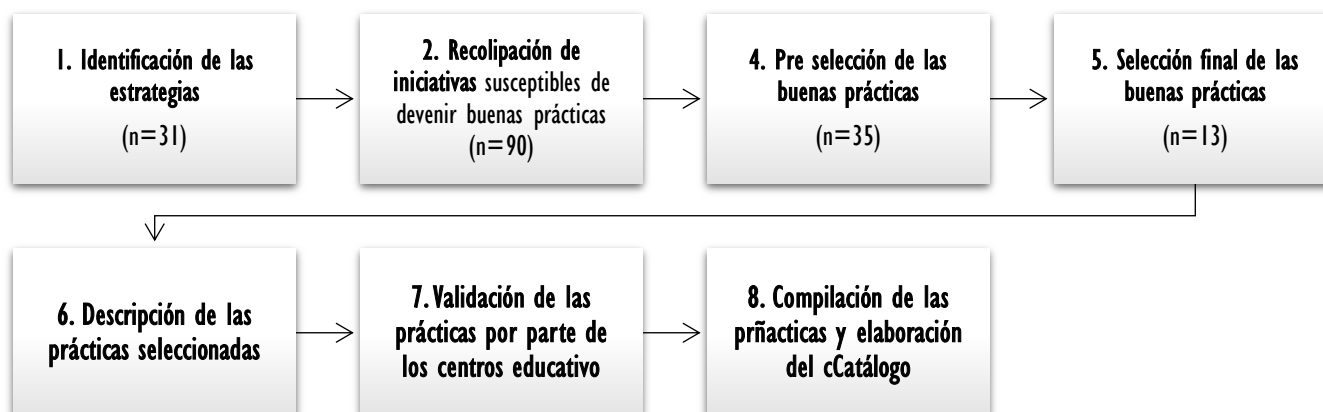 1. Identificación de las
estrategias
(n=31)
2. Recolipación de
iniciativas susceptibles de
devenir buenas prácticas
(n=90)
4. Pre selección de las
buenas prácticas
(n=35)
5. Selección final de las
buenas prácticas
(n=13)
6. Descripción de las
prácticas seleccionadas
7. Validación de las
prácticas por parte de
los centros educativo
8. Compilación de las
prñacticas y elaboración
del cCatálogo